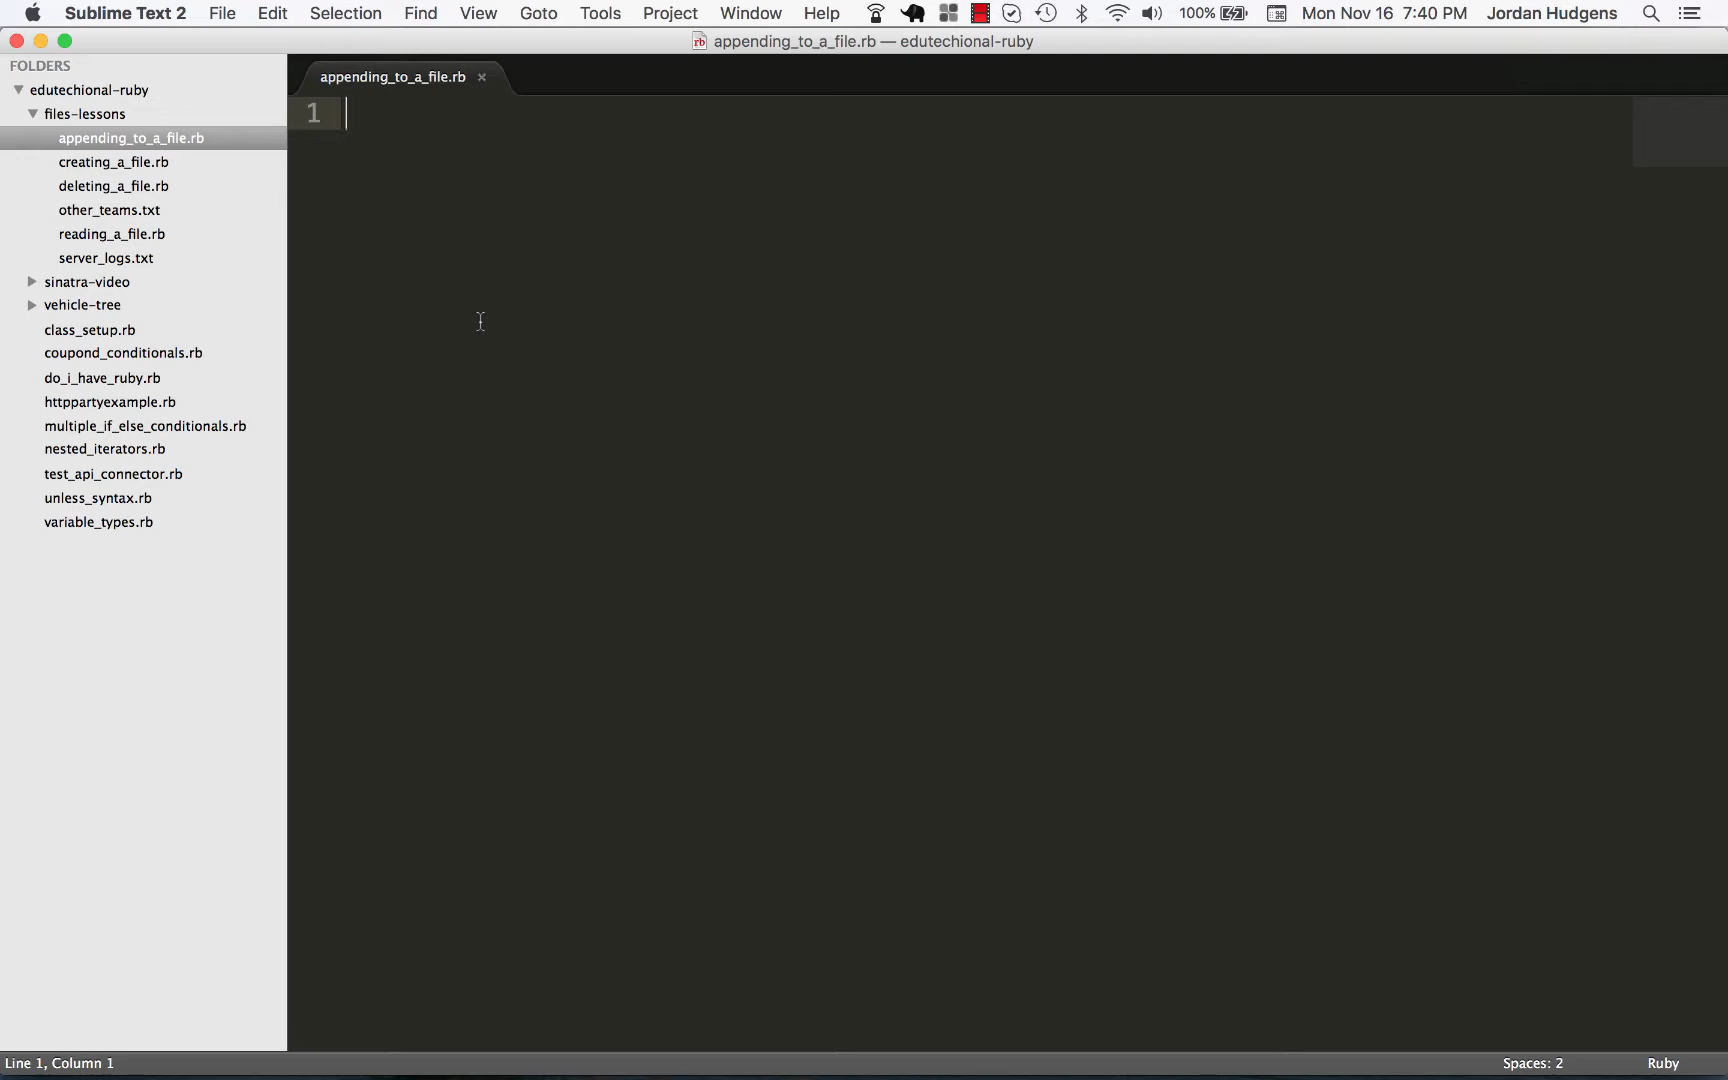 Sublime Text 2 File Edit Selection Find View Goto Tools Project Window Help 100% Mon Nov 16 7:40 PM Jordan Hudgens
rb appending_to_a_file.rb — edutechional-ruby
FOLDERS
edutechional-ruby
files-lessons
appending_to_a_file.rb
creating_a_file.rb
deleting_a_file.rb
other_teams.txt
reading_a_file.rb
server_logs.txt
sinatra-video
vehicle-tree
class_setup.rb
coupond_conditionals.rb
do_i_have_ruby.rb
httppartyexample.rb
multiple_if_else_conditionals.rb
nested_iterators.rb
test_api_connector.rb
unless_syntax.rb
variable_types.rb
appending_to_a_file.rb ×
1
Line 1, Column 1 Spaces: 2 Ruby